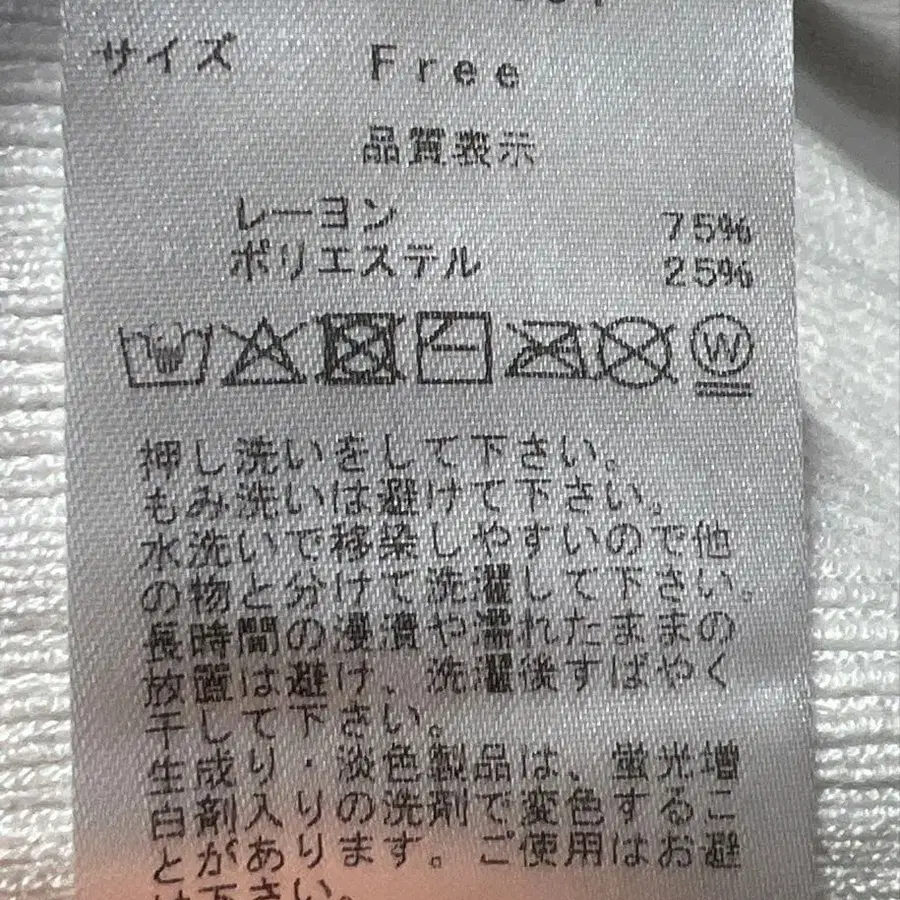 サイズ Free
品質表示
レーヨン 75%
ポリエステル 25%
W
押し洗いをして下さい。
もみ洗いは避けて下さい。
水洗いで移染しやすいので他
の物と分けて洗濯して下さい。
長時間の浸漬や濡れたままの
放置は避け、洗濯後すばやく
干して下さい。
生成り・淡色製品は、蛍光増
白剤入りの洗剤で変色するこ
とがあります。ご使用はお避
け下さい。